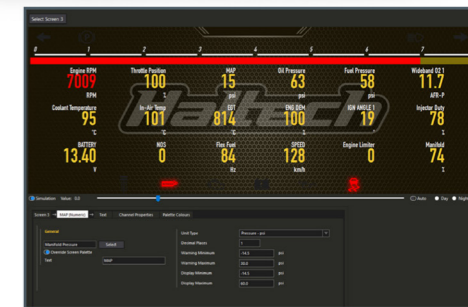 Select Screen 3
0 1 2 3 4 5 6 7
Engine RPM Throttle Position MAP Oil Pressure Fuel Pressure Wideband O2 1
7009 100 15 63 58 11.7
RPM % psi psi psi AFR-P
Coolant Temperature In-Air Temp EGT ENG DEM IGN ANGLE 1 Injector Duty
95 101 814 100 19 78
°C °C °C % ° %
BATTERY NOS Flex Fuel SPEED Engine Limiter Manifold
13.40 0 84 128 0 74
V Hz km/h %
Haltech
Simulation Value: 0.0 Auto Day Night
Screen 3 MAP (Numeric) Text Channel Properties Palette Colours
General
Manifold Pressure Select
Override Screen Palette
Text MAP
Unit Type Pressure - psi
Decimal Places 1
Warning Minimum -14.5 psi
Warning Maximum psi
Display Minimum -14.5 psi
Display Maximum psi